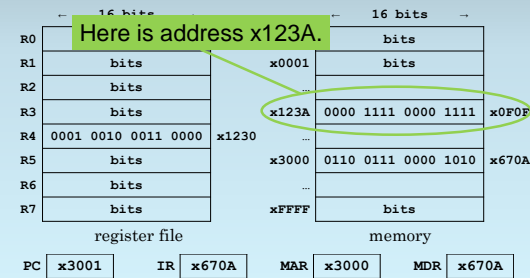 ← 16 bits →
← 16 bits →
Here is address x123A.
R0 bits
R1 bits x0001 bits
R2 bits …
R3 bits x123A 0000 1111 0000 1111 x0F0F
R4 0001 0010 0011 0000 x1230 …
R5 bits x3000 0110 0111 0000 1010 x670A
R6 bits …
R7 bits xFFFF bits
register file memory
PC x3001 IR x670A MAR x3000 MDR x670A